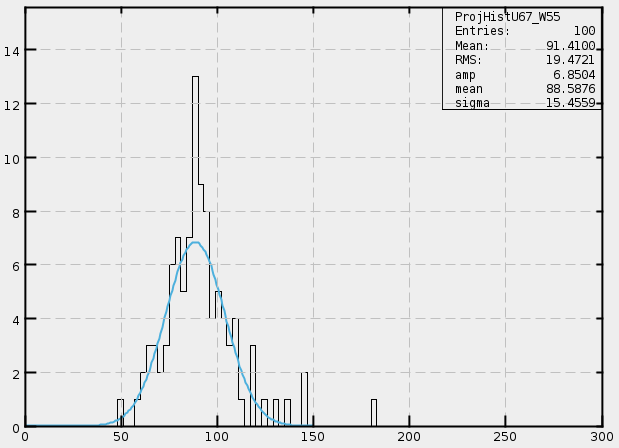 ProjHistU67_W55
Entries: 100
Mean: 91.4100
RMS: 19.4721
amp 6.8504
mean 88.5876
sigma 15.4559
14
12
10
8
6
4
2
0
0 50 100 150 200 250 300